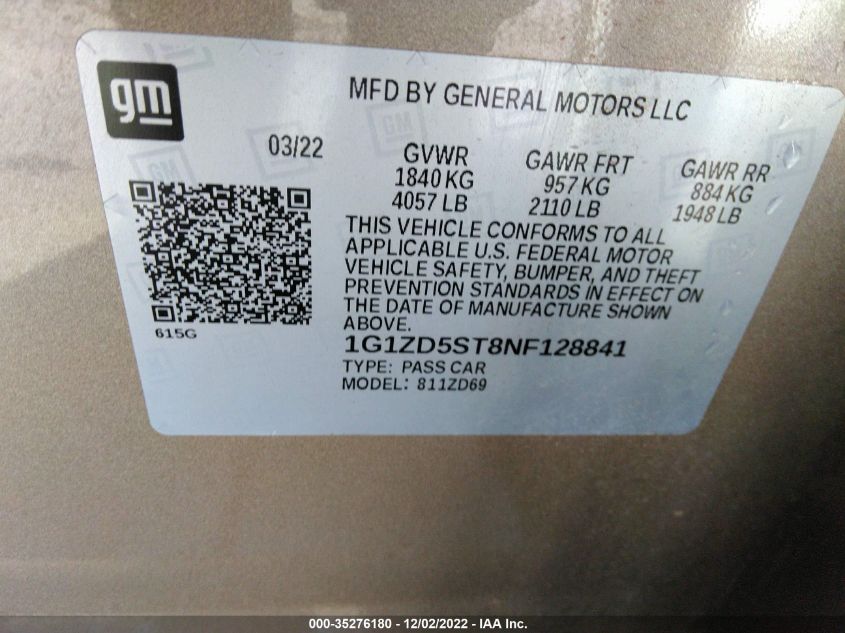 gm
MFD BY GENERAL MOTORS LLC
03/22
GVWR
1840 KG
4057 LB
GAWR FRT
957 KG
2110 LB
GAWR RR
884 KG
1948 LB
THIS VEHICLE CONFORMS TO ALL
APPLICABLE U.S. FEDERAL MOTOR
VEHICLE SAFETY, BUMPER, AND THEFT
PREVENTION STANDARDS IN EFFECT ON
THE DATE OF MANUFACTURE SHOWN
ABOVE.
615G
1G1ZD5ST8NF128841
TYPE: PASS CAR
MODEL: 811ZD69
000-35276180 - 12/02/2022 - IAA Inc.